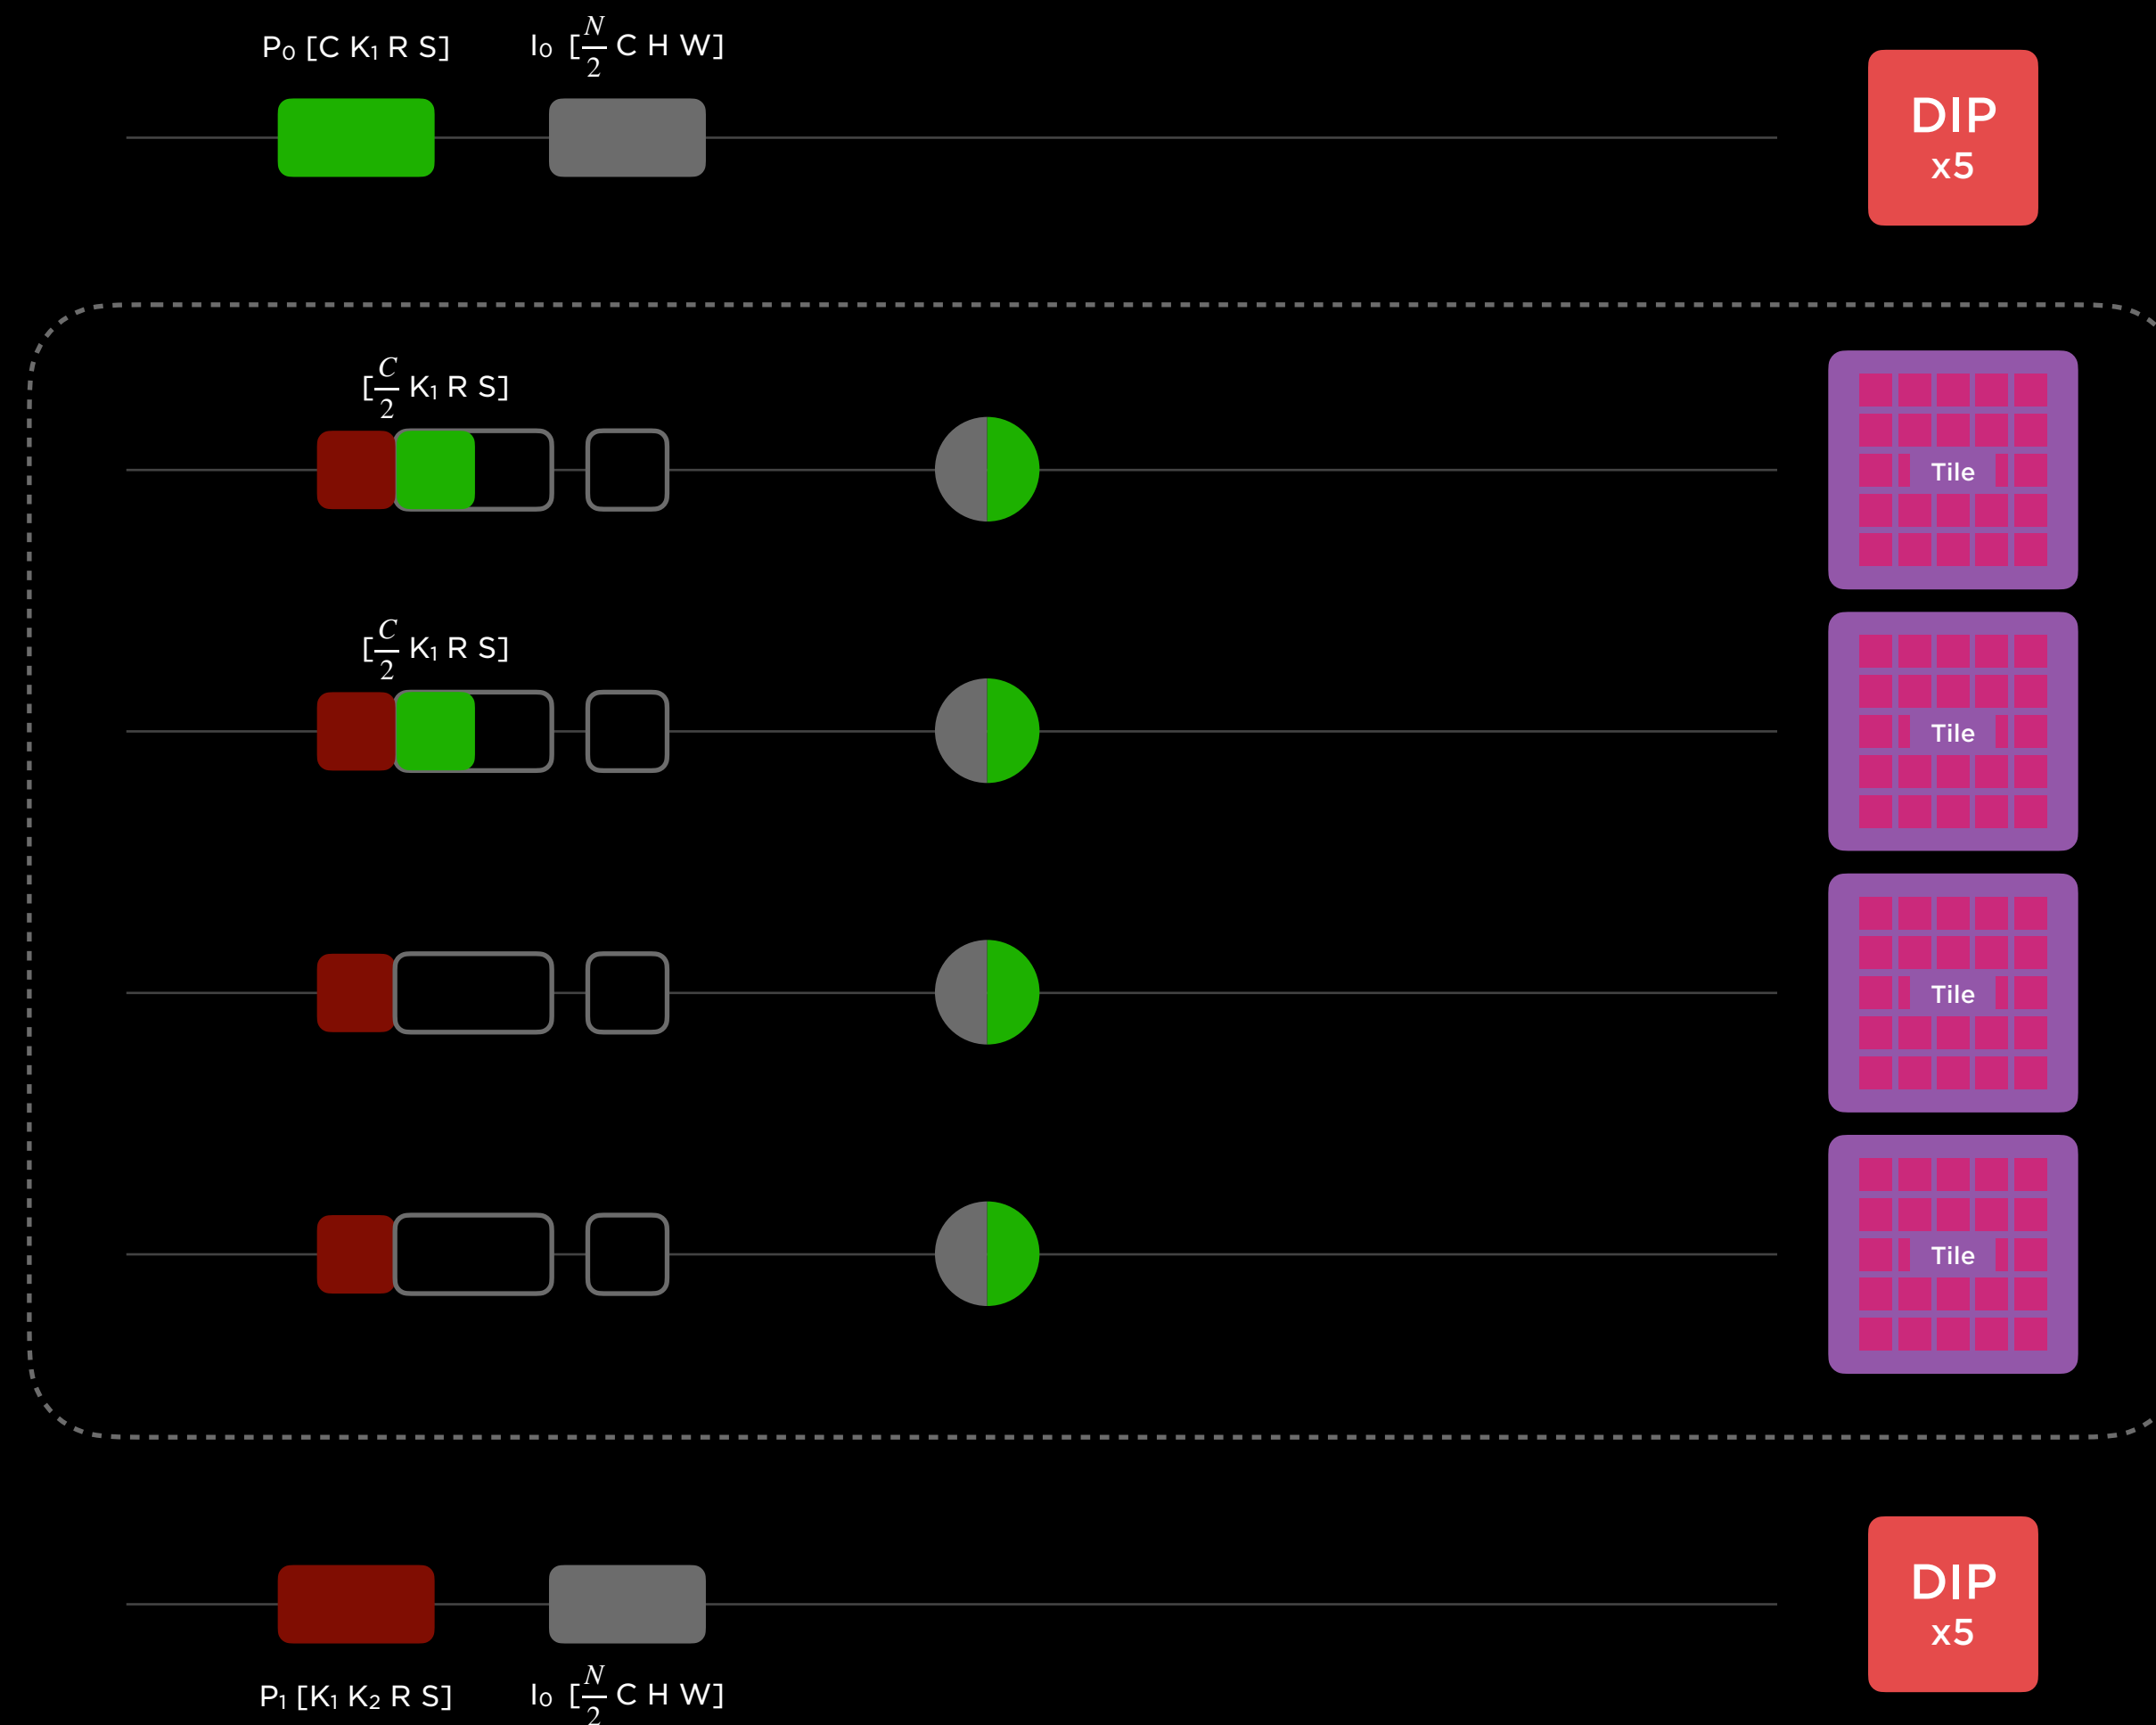 P₀ [C K₁ R S]
I₀ [N/2 C H W]
DIP
x5
[C/2 K₁ R S]
Tile
[C/2 K₁ R S]
Tile
Tile
Tile
DIP
x5
P₁ [K₁ K₂ R S]
I₀ [N/2 C H W]